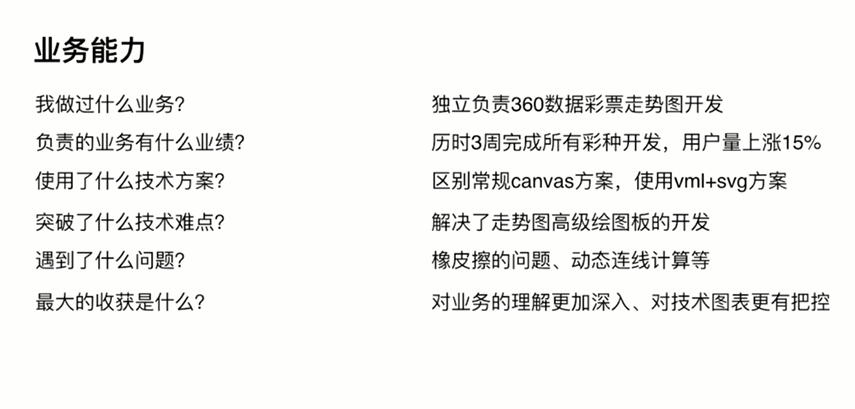 业务能力
我做过什么业务? 独立负责360数据彩票走势图开发
负责的业务有什么业绩? 历时3周完成所有彩种开发，用户量上涨15%
使用了什么技术方案? 区别常规canvas方案，使用vml+svg方案
突破了什么技术难点? 解决了走势图高级绘图板的开发
遇到了什么问题? 橡皮擦的问题、动态连线计算等
最大的收获是什么? 对业务的理解更加深入、对技术图表更有把控